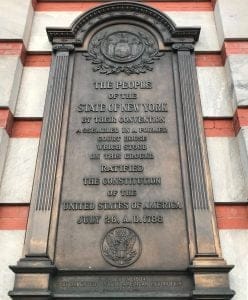 THE PEOPLE
OF THE
STATE OF NEW YORK
BY THEIR CONVENTION
ASSEMBLED IN A FORMER
COURT HOUSE
WHICH STOOD
ON THIS GROUND
RATIFIED
THE CONSTITUTION
OF THE
UNITED STATES OF AMERICA
JULY 26, A.D. 1788